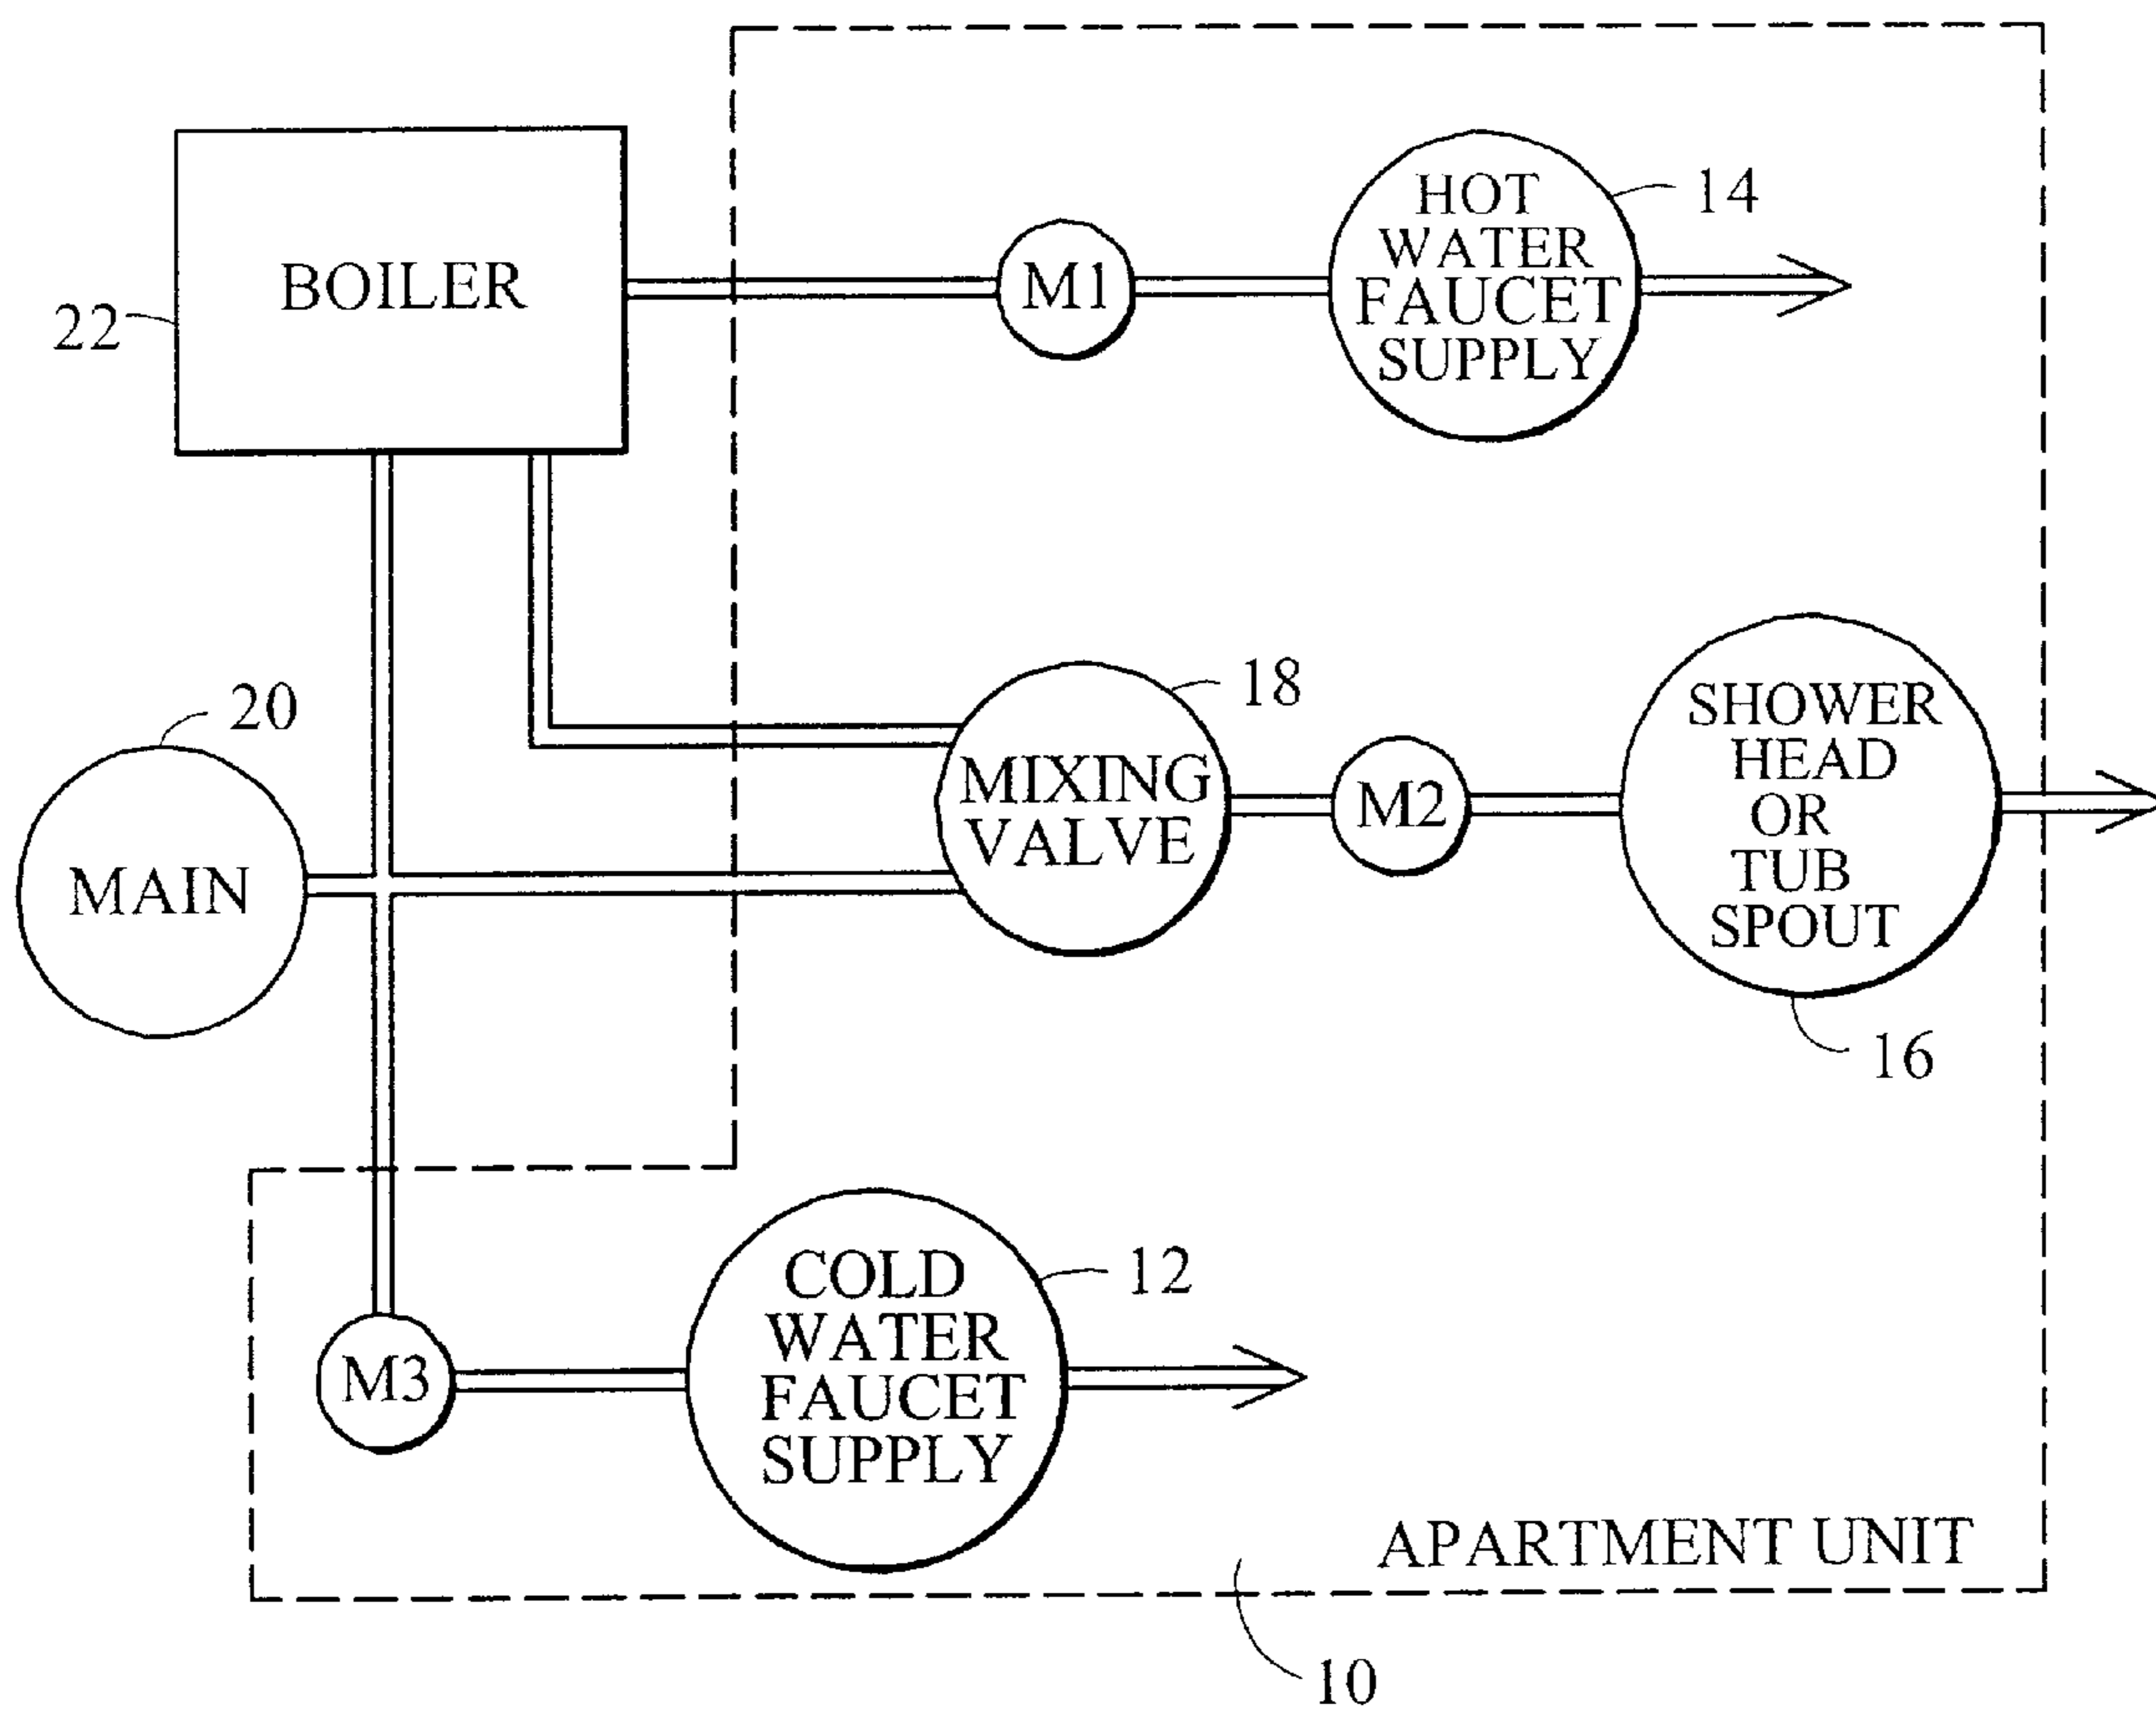 BOILER
22
M1
HOT
WATER
FAUCET
SUPPLY
14
20
MAIN
18
MIXING
VALVE
M2
SHOWER
HEAD
OR
TUB
SPOUT
16
M3
COLD
WATER
FAUCET
SUPPLY
12
APARTMENT UNIT
10